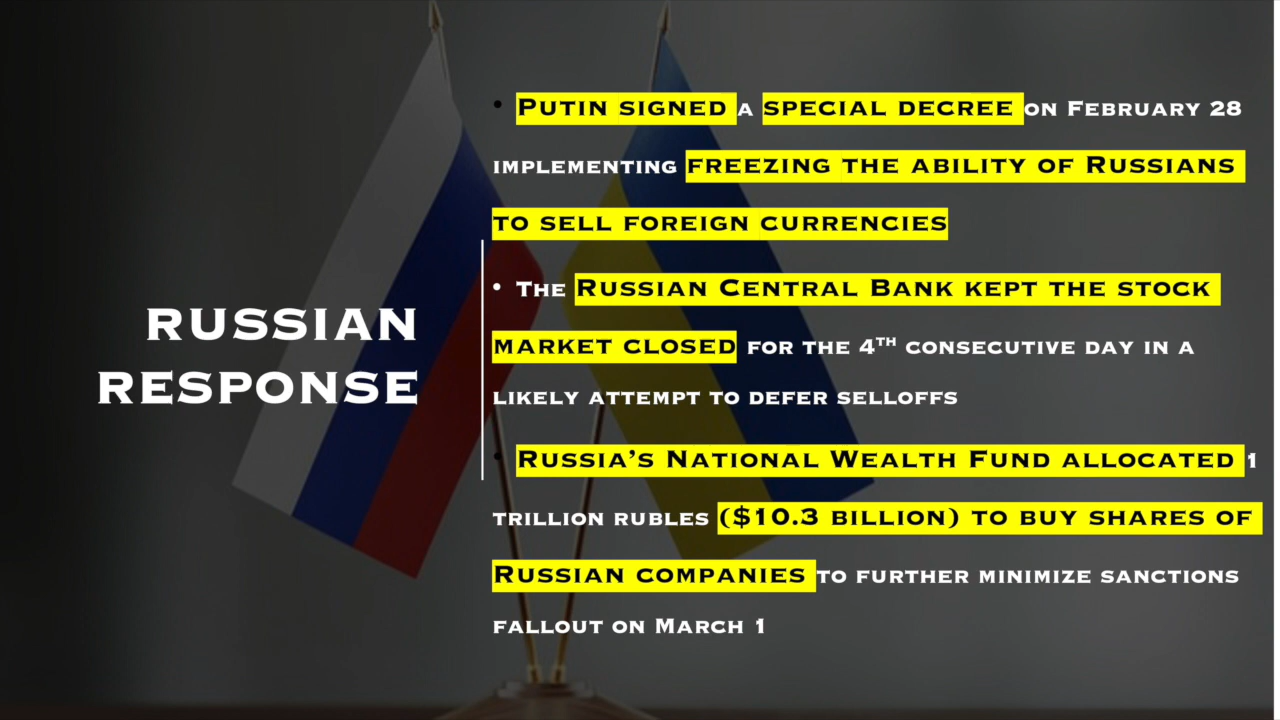 RUSSIAN
RESPONSE
• PUTIN SIGNED A SPECIAL DECREE ON FEBRUARY 28
IMPLEMENTING FREEZING THE ABILITY OF RUSSIANS
TO SELL FOREIGN CURRENCIES
• THE RUSSIAN CENTRAL BANK KEPT THE STOCK
MARKET CLOSED FOR THE 4TH CONSECUTIVE DAY IN A
LIKELY ATTEMPT TO DEFER SELLOFFS
• RUSSIA’S NATIONAL WEALTH FUND ALLOCATED 1
TRILLION RUBLES ($10.3 BILLION) TO BUY SHARES OF
RUSSIAN COMPANIES TO FURTHER MINIMIZE SANCTIONS
FALLOUT ON MARCH 1